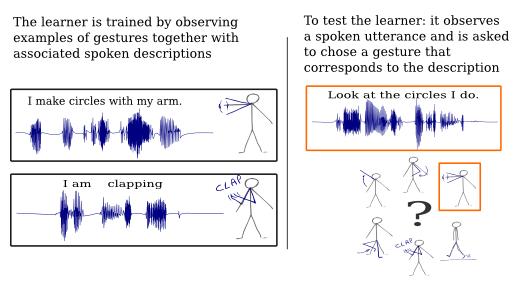 The learner is trained by observing
examples of gestures together with
associated spoken descriptions
I make circles with my arm.
I am clapping
CLAP
To test the learner: it observes
a spoken utterance and is asked
to chose a gesture that
corresponds to the description
Look at the circles I do.
?
CLAP